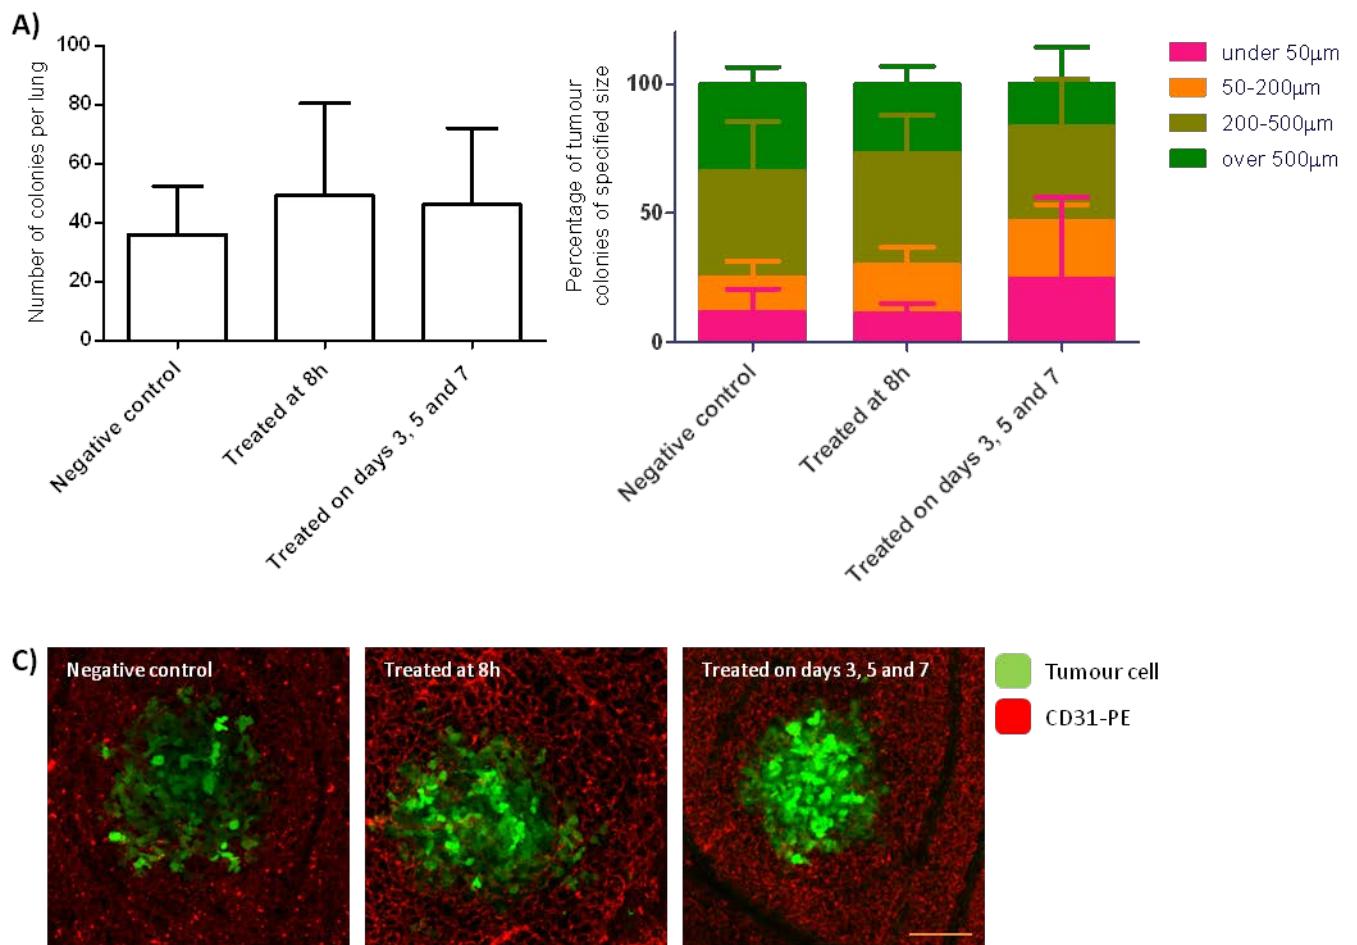 A)
100
80
60
40
20
0
Number of colonies per lung
Negative control
Treated at 8h
Treated on days 3, 5 and 7
Percentage of tumour
colonies of specified size
100
50
0
Negative control
Treated at 8h
Treated on days 3, 5 and 7
under 50μm
50-200μm
200-500μm
over 500μm
C)
Negative control
Treated at 8h
Treated on days 3, 5 and 7
Tumour cell
CD31-PE